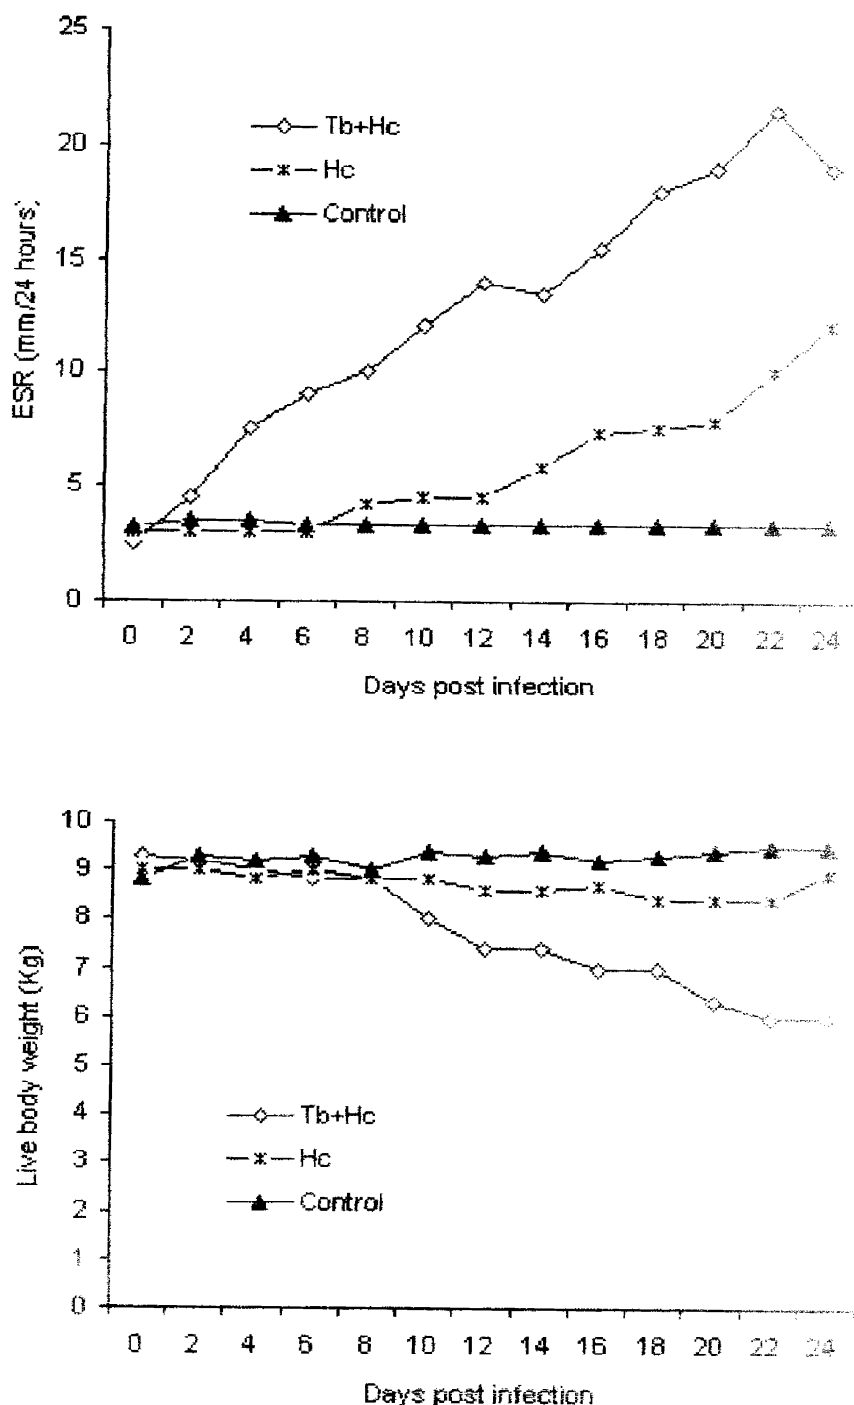 25
20
15
10
5
0
ESR (mm/24 hours)
Tb+Hc
Hc
Control
0 2 4 6 8 10 12 14 16 18 20 22 24
Days post infection
10
9
8
7
6
5
4
3
2
1
0
Live body weight (Kg)
Tb+Hc
Hc
Control
0 2 4 6 8 10 12 14 16 18 20 22 24
Days post infection